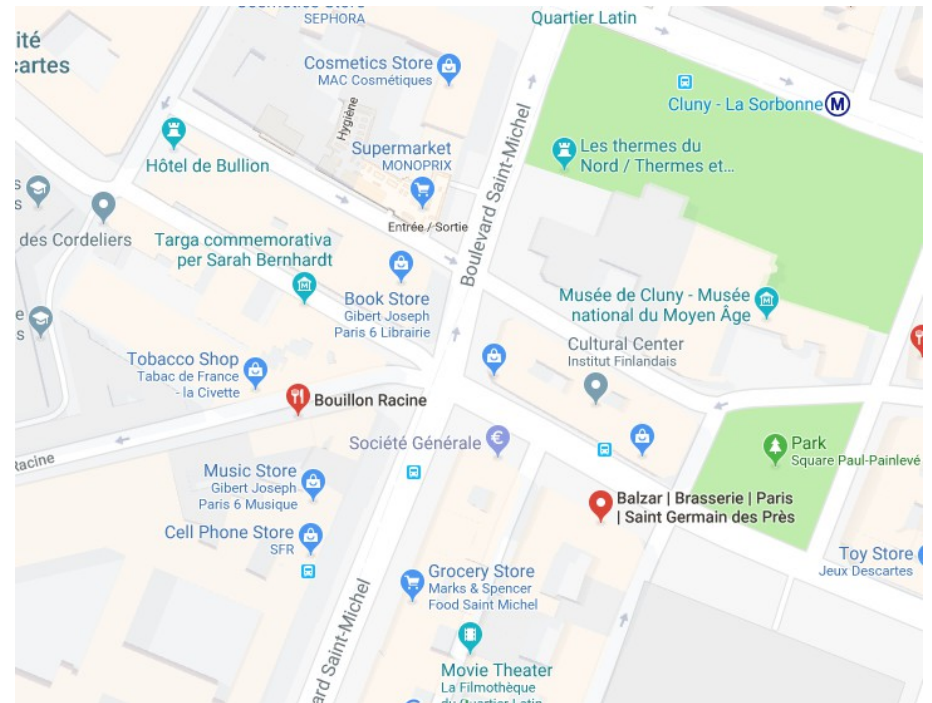 SEPHORA
Quartier Latin
ité
cartes
Cosmetics Store
MAC Cosmétiques
Cluny - La Sorbonne
M
Hygiène
Supermarket
MONOPRIX
Hôtel de Bullion
Les thermes du
Nord / Thermes et...
Boulevard Saint-Michel
s
s
des Cordeliers
Entrée / Sortie
Targa commemorativa
per Sarah Bernhardt
Book Store
Gibert Joseph
Paris 6 Librairie
Musée de Cluny - Musée
national du Moyen Âge
e
s
Cultural Center
Institut Finlandais
Tobacco Shop
Tabac de France
- la Civette
Bouillon Racine
Société Générale
€
Park
Square Paul-Painlevé
Racine
Music Store
Gibert Joseph
Paris 6 Musique
Balzar | Brasserie | Paris
| Saint Germain des Près
Cell Phone Store
SFR
Toy Store
Jeux Descartes
Grocery Store
Marks & Spencer
Food Saint Michel
ard Saint-Michel
Movie Theater
La Filmothèque
du Quartier Latin